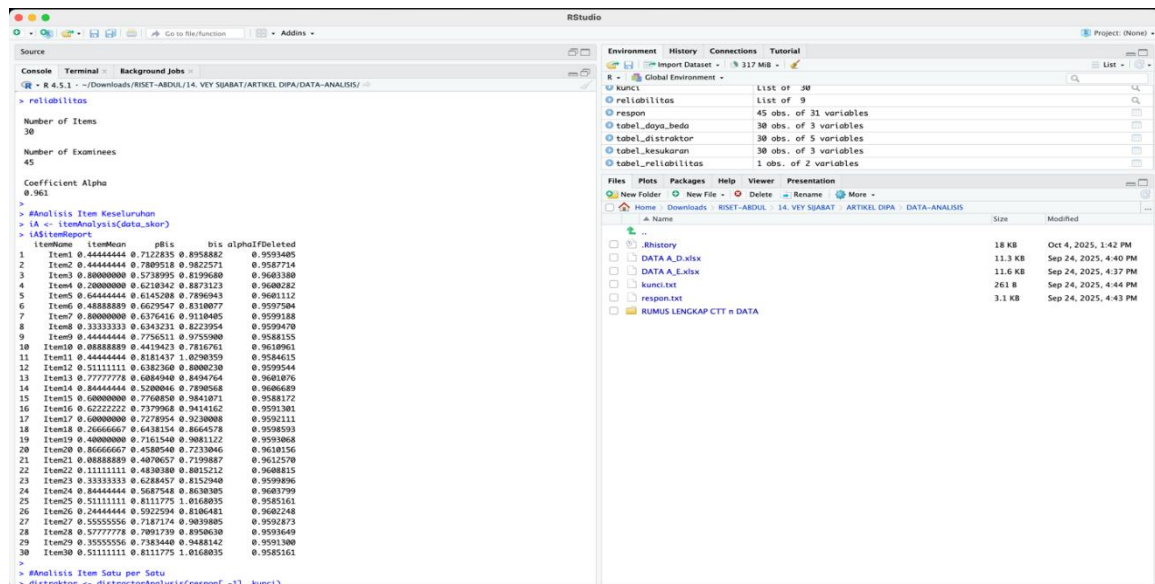 RStudio
Go to file/function
Addins
Project: (None)
Source
Console Terminal Background Jobs
R - R 4.5.1 · ~/Downloads/RISET-ABDUL/14. VEY SIJABAT/ARTIKEL DIPA/DATA-ANALISIS/
> reliabilitas
Number of Items
30
Number of Examinees
45
Coefficient Alpha
0.961
>
> #Analisis Item Keseluruhan
> iA <- itemAnalysis(data_skor)
> iA$itemReport
itemName itemMean pBis bis alphaIfDeleted
1 Item1 0.44444444 0.7122835 0.8958882 0.9593405
2 Item2 0.44444444 0.7809518 0.9822571 0.9587714
3 Item3 0.80000000 0.5738995 0.8199680 0.9603380
4 Item4 0.20000000 0.6210342 0.8873123 0.9600282
5 Item5 0.64444444 0.6145208 0.7896943 0.9601112
6 Item6 0.48888889 0.6629547 0.8310077 0.9597504
7 Item7 0.80000000 0.6376416 0.9110405 0.9599188
8 Item8 0.33333333 0.6343231 0.8223954 0.9599470
9 Item9 0.44444444 0.7756511 0.9755900 0.9588155
10 Item10 0.08888889 0.4419423 0.7816761 0.9610961
11 Item11 0.44444444 0.8181437 1.0290359 0.9584615
12 Item12 0.51111111 0.6382360 0.8000230 0.9599544
13 Item13 0.77777778 0.6084940 0.8494764 0.9601076
14 Item14 0.84444444 0.5200046 0.7890568 0.9606689
15 Item15 0.60000000 0.7760850 0.9841071 0.9588172
16 Item16 0.62222222 0.7379968 0.9414162 0.9591301
17 Item17 0.60000000 0.7278954 0.9230008 0.9592111
18 Item18 0.26666667 0.6438154 0.8664578 0.9598593
19 Item19 0.40000000 0.7161540 0.9081122 0.9593068
20 Item20 0.86666667 0.4580540 0.7233046 0.9610156
21 Item21 0.08888889 0.4070657 0.7199887 0.9612570
22 Item22 0.11111111 0.4830380 0.8015212 0.9608815
23 Item23 0.33333333 0.6288457 0.8152940 0.9599896
24 Item24 0.84444444 0.5687548 0.8630305 0.9603799
25 Item25 0.51111111 0.8111775 1.0168035 0.9585161
26 Item26 0.24444444 0.5922594 0.8106481 0.9602248
27 Item27 0.55555556 0.7187174 0.9039805 0.9592873
28 Item28 0.57777778 0.7091739 0.8950630 0.9593649
29 Item29 0.35555556 0.7383440 0.9488142 0.9591300
30 Item30 0.51111111 0.8111775 1.0168035 0.9585161
>
> #Analisis Item Satu per Satu
> distraktor <- distractorAnalysis(respon[,-1], kunci)
Environment History Connections Tutorial
Import Dataset 317 MiB List
R Global Environment
kunci List of 30
reliabilitas List of 9
respon 45 obs. of 31 variables
tabel_daya_beda 30 obs. of 3 variables
tabel_distraktor 30 obs. of 5 variables
tabel_kesukaran 30 obs. of 3 variables
tabel_reliabilitas 1 obs. of 2 variables
Files Plots Packages Help Viewer Presentation
New Folder New File Delete Rename More
Home Downloads RISET-ABDUL 14. VEY SIJABAT ARTIKEL DIPA DATA-ANALISIS
Name Size Modified
..
.Rhistory 18 KB Oct 4, 2025, 1:42 PM
DATA A_D.xlsx 11.3 KB Sep 24, 2025, 4:40 PM
DATA A_E.xlsx 11.6 KB Sep 24, 2025, 4:37 PM
kunci.txt 261 B Sep 24, 2025, 4:44 PM
respon.txt 3.1 KB Sep 24, 2025, 4:43 PM
RUMUS LENGKAP CTT n DATA